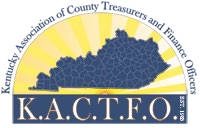 Kentucky Association of County Treasurers and Finance Officers
K.A.C.T.F.O.